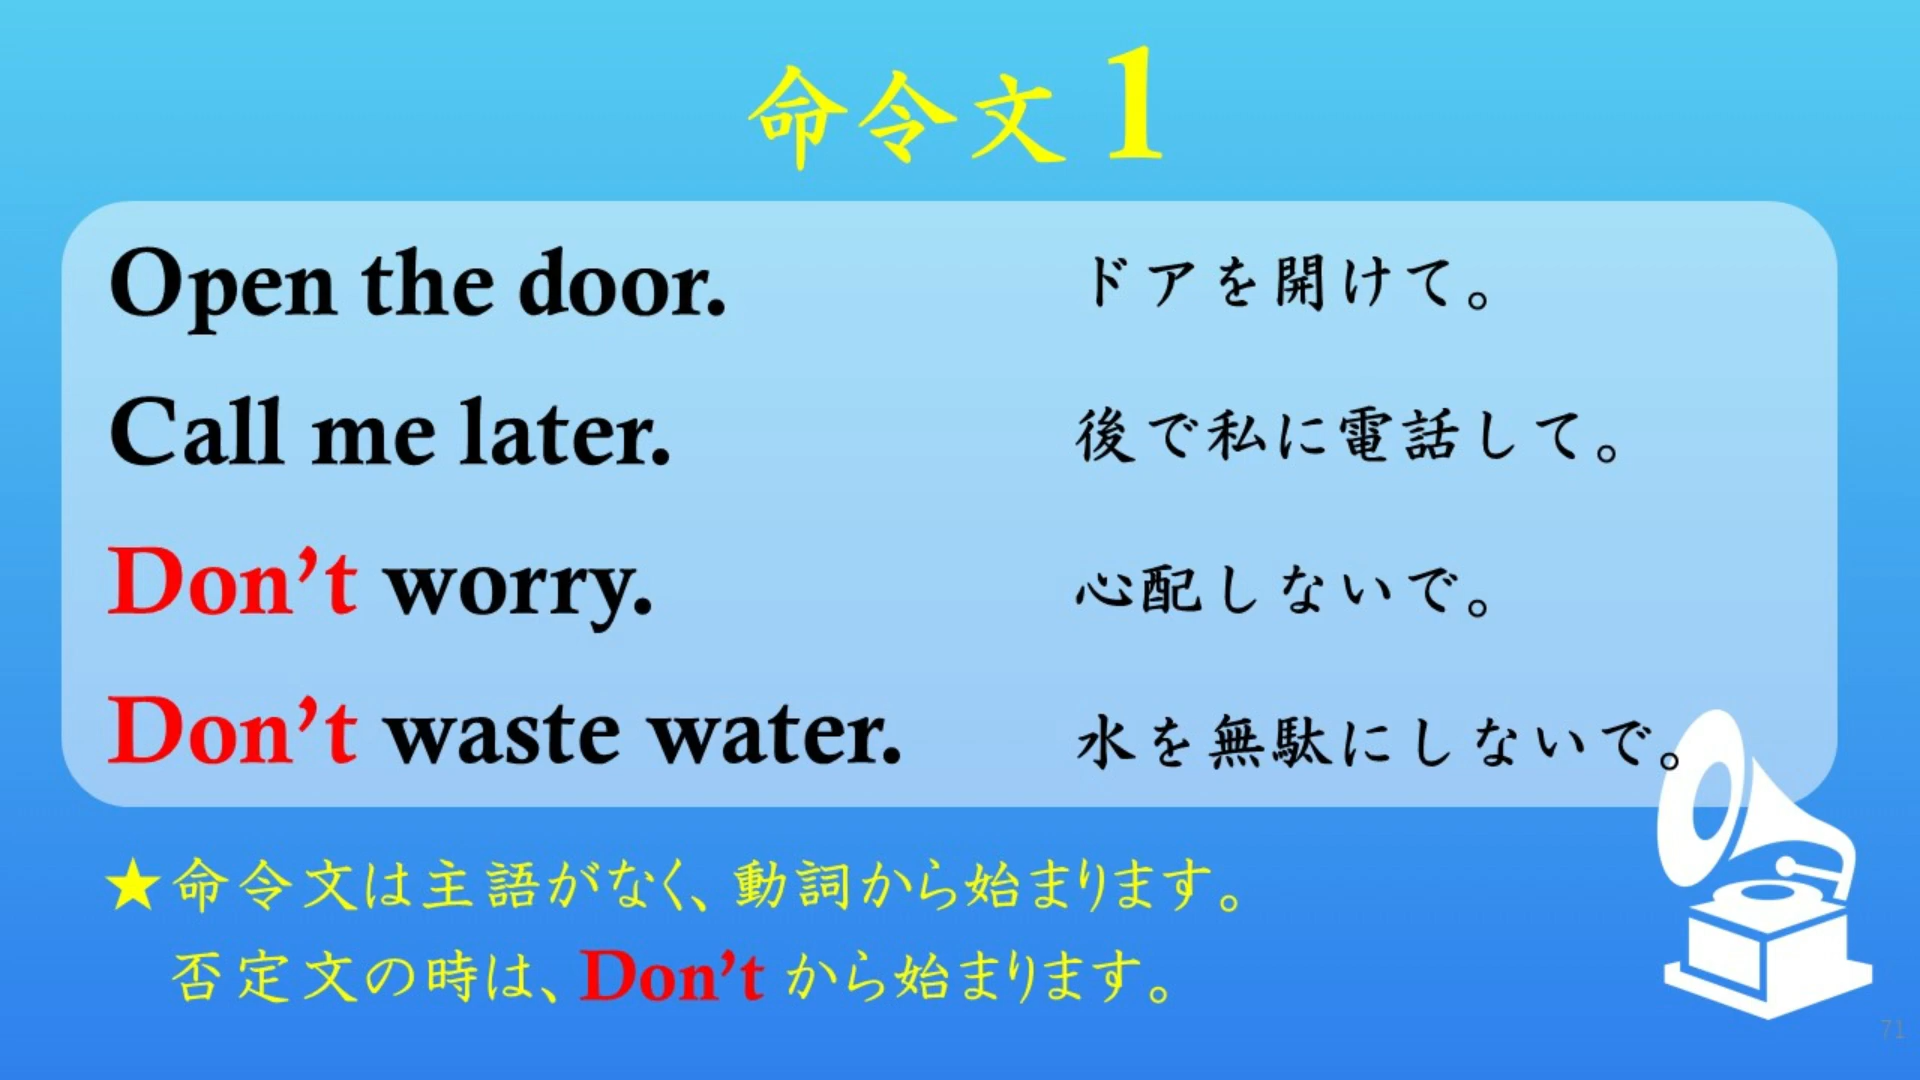 命令文 1
Open the door. ドアを開けて。
Call me later. 後で私に電話して。
Don't worry. 心配しないで。
Don't waste water. 水を無駄にしないで。
★命令文は主語がなく、動詞から始まります。
否定文の時は、Don't から始まります。
71